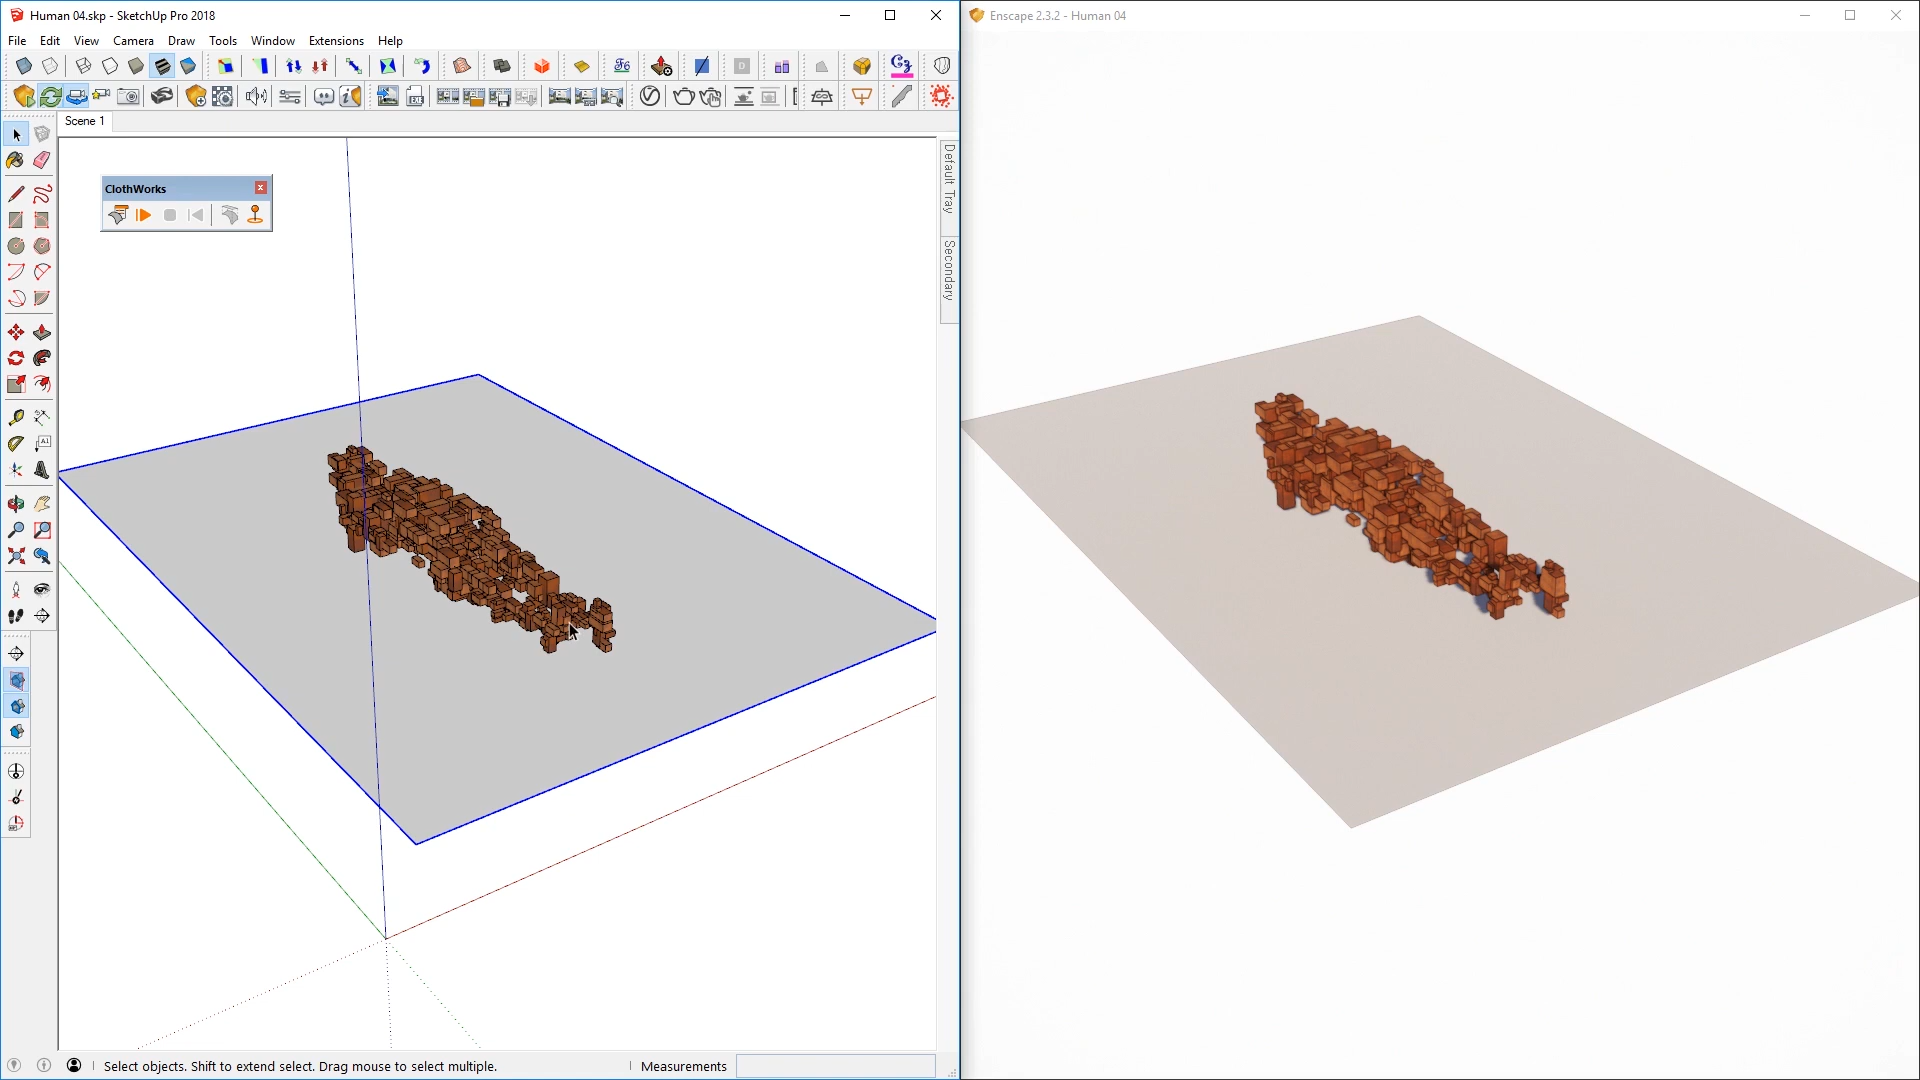 Human 04.skp - SketchUp Pro 2018
Enscape 2.3.2 - Human 04
File Edit View Camera Draw Tools Window Extensions Help
Scene 1
ClothWorks
Default Tray
Secondary
Select objects. Shift to extend select. Drag mouse to select multiple.
Measurements